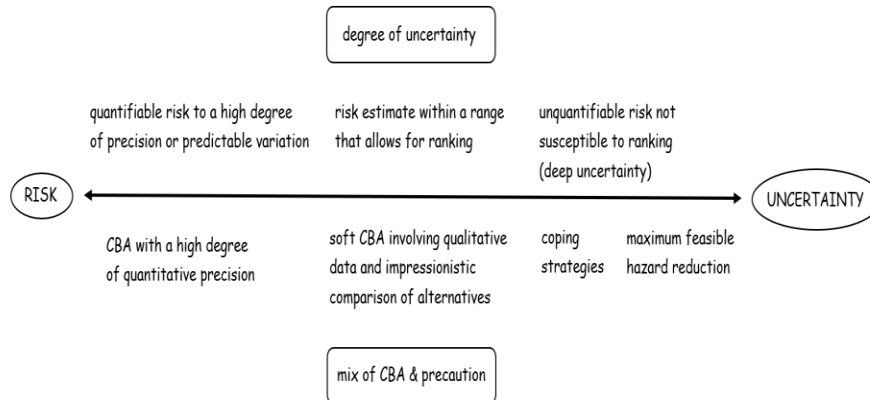 degree of uncertainty
quantifiable risk to a high degree
of precision or predictable variation
risk estimate within a range
that allows for ranking
unquantifiable risk not
susceptible to ranking
(deep uncertainty)
RISK
UNCERTAINTY
CBA with a high degree
of quantitative precision
soft CBA involving qualitative
data and impressionistic
comparison of alternatives
coping
strategies
maximum feasible
hazard reduction
mix of CBA & precaution